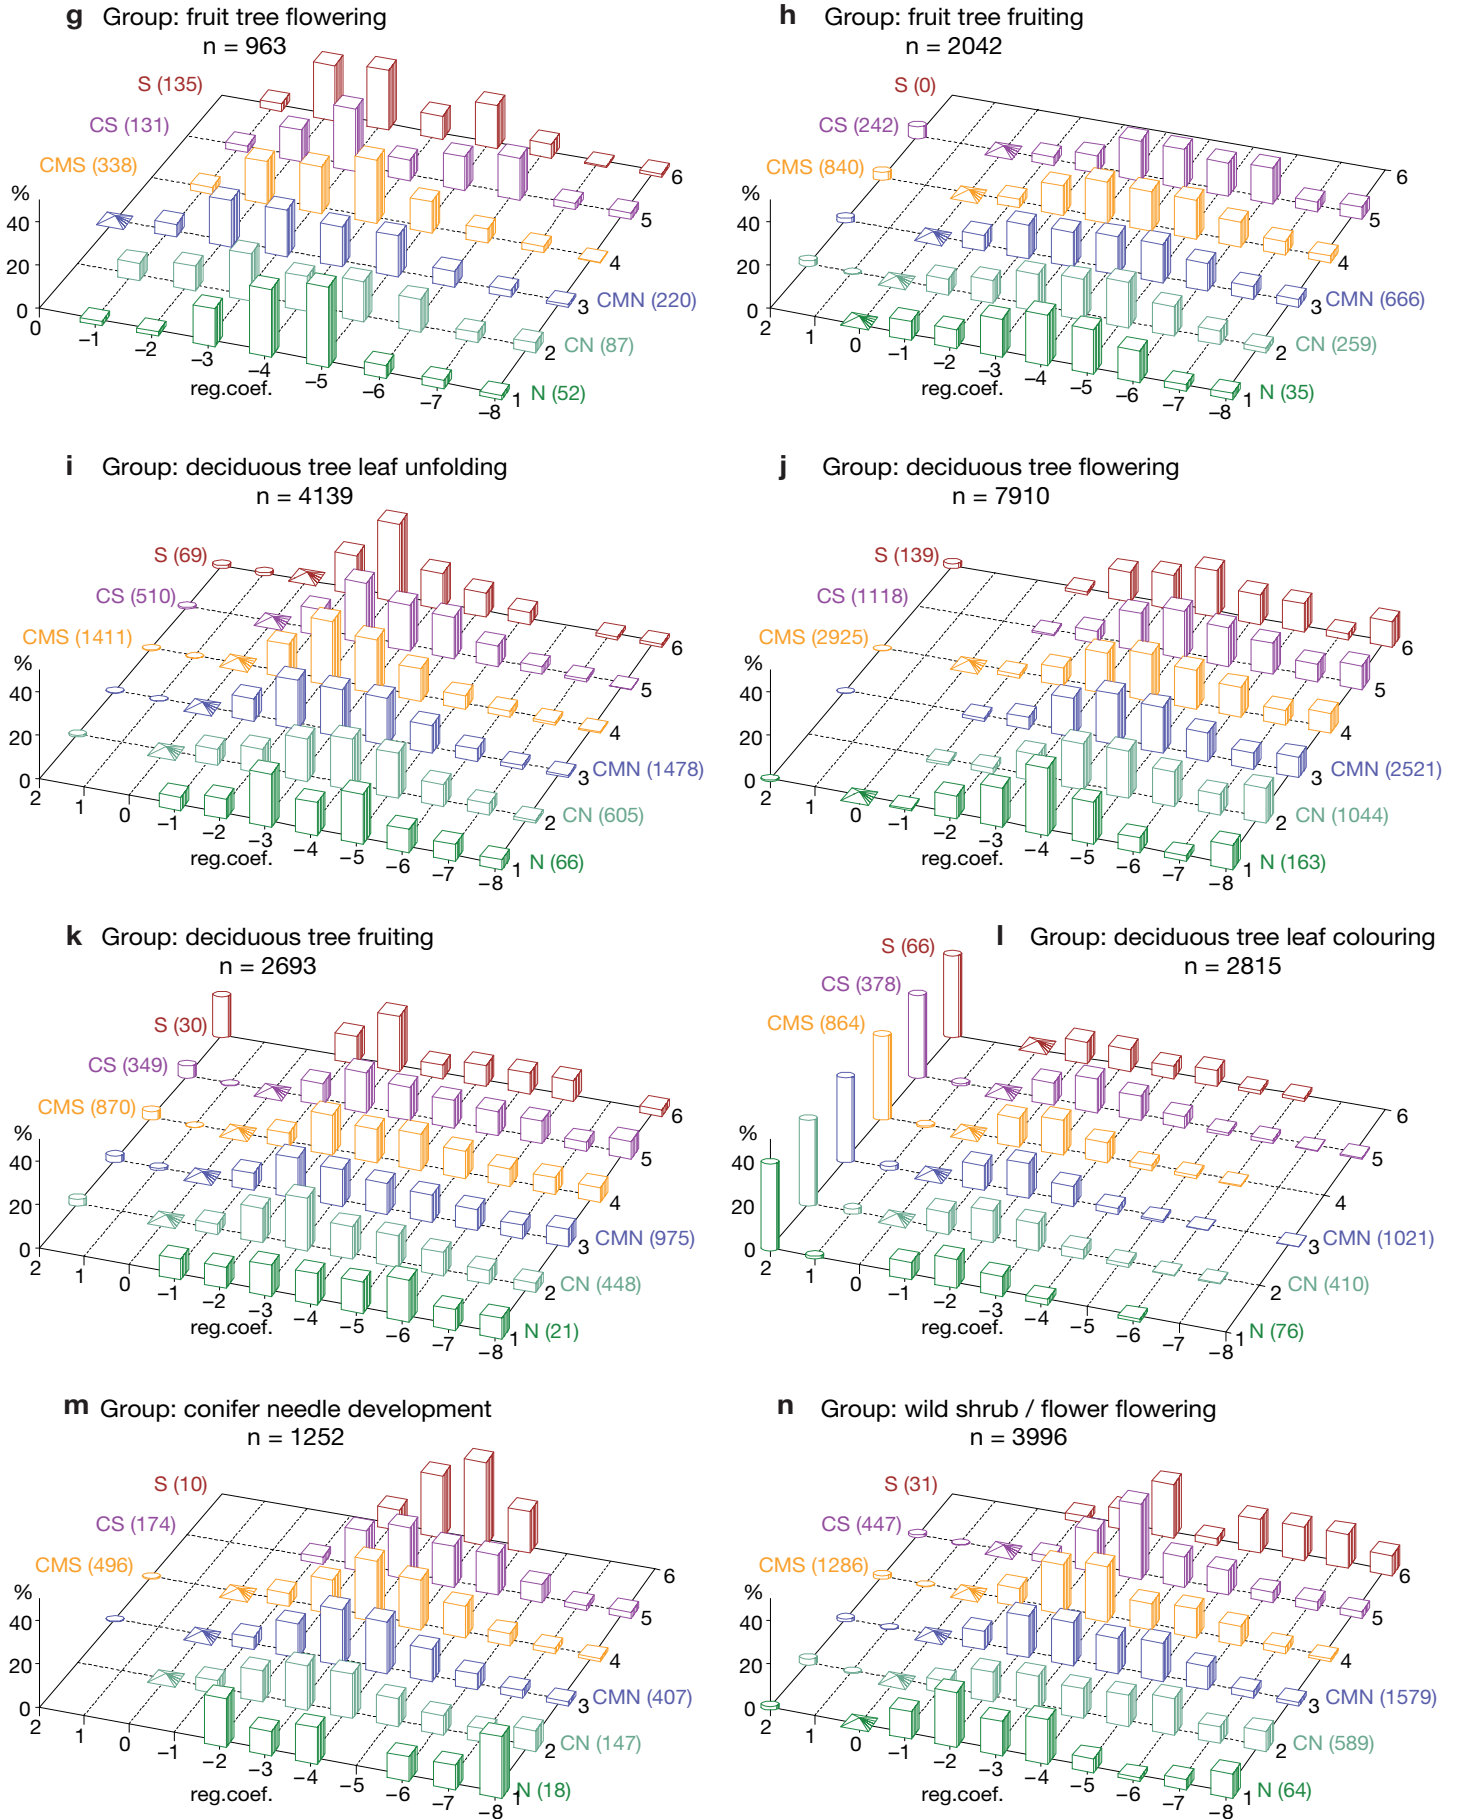 g Group: fruit tree flowering
n = 963
S (135)
CS (131)
CMS (338)
%
40
20
0
0
−1
−2
−3
−4
−5
−6
−7
−8
reg.coef.
6
5
4
3 CMN (220)
2 CN (87)
1 N (52)
h Group: fruit tree fruiting
n = 2042
S (0)
CS (242)
CMS (840)
%
40
20
0
2
1
0
−1
−2
−3
−4
−5
−6
−7
−8
reg.coef.
6
5
4
3 CMN (666)
2 CN (259)
1 N (35)
i Group: deciduous tree leaf unfolding
n = 4139
S (69)
CS (510)
CMS (1411)
%
40
20
0
2
1
0
−1
−2
−3
−4
−5
−6
−7
−8
reg.coef.
6
5
4
3 CMN (1478)
2 CN (605)
1 N (66)
j Group: deciduous tree flowering
n = 7910
S (139)
CS (1118)
CMS (2925)
%
40
20
0
2
1
0
−1
−2
−3
−4
−5
−6
−7
−8
reg.coef.
6
5
4
3 CMN (2521)
2 CN (1044)
1 N (163)
k Group: deciduous tree fruiting
n = 2693
S (30)
CS (349)
CMS (870)
%
40
20
0
2
1
0
−1
−2
−3
−4
−5
−6
−7
−8
reg.coef.
6
5
4
3 CMN (975)
2 CN (448)
1 N (21)
l Group: deciduous tree leaf colouring
n = 2815
S (66)
CS (378)
CMS (864)
%
40
20
0
2
1
0
−1
−2
−3
−4
−5
−6
−7
−8
reg.coef.
6
5
4
3 CMN (1021)
2 CN (410)
1 N (76)
m Group: conifer needle development
n = 1252
S (10)
CS (174)
CMS (496)
%
40
20
0
2
1
0
−1
−2
−3
−4
−5
−6
−7
−8
reg.coef.
6
5
4
3 CMN (407)
2 CN (147)
1 N (18)
n Group: wild shrub / flower flowering
n = 3996
S (31)
CS (447)
CMS (1286)
%
40
20
0
2
1
0
−1
−2
−3
−4
−5
−6
−7
−8
reg.coef.
6
5
4
3 CMN (1579)
2 CN (589)
1 N (64)